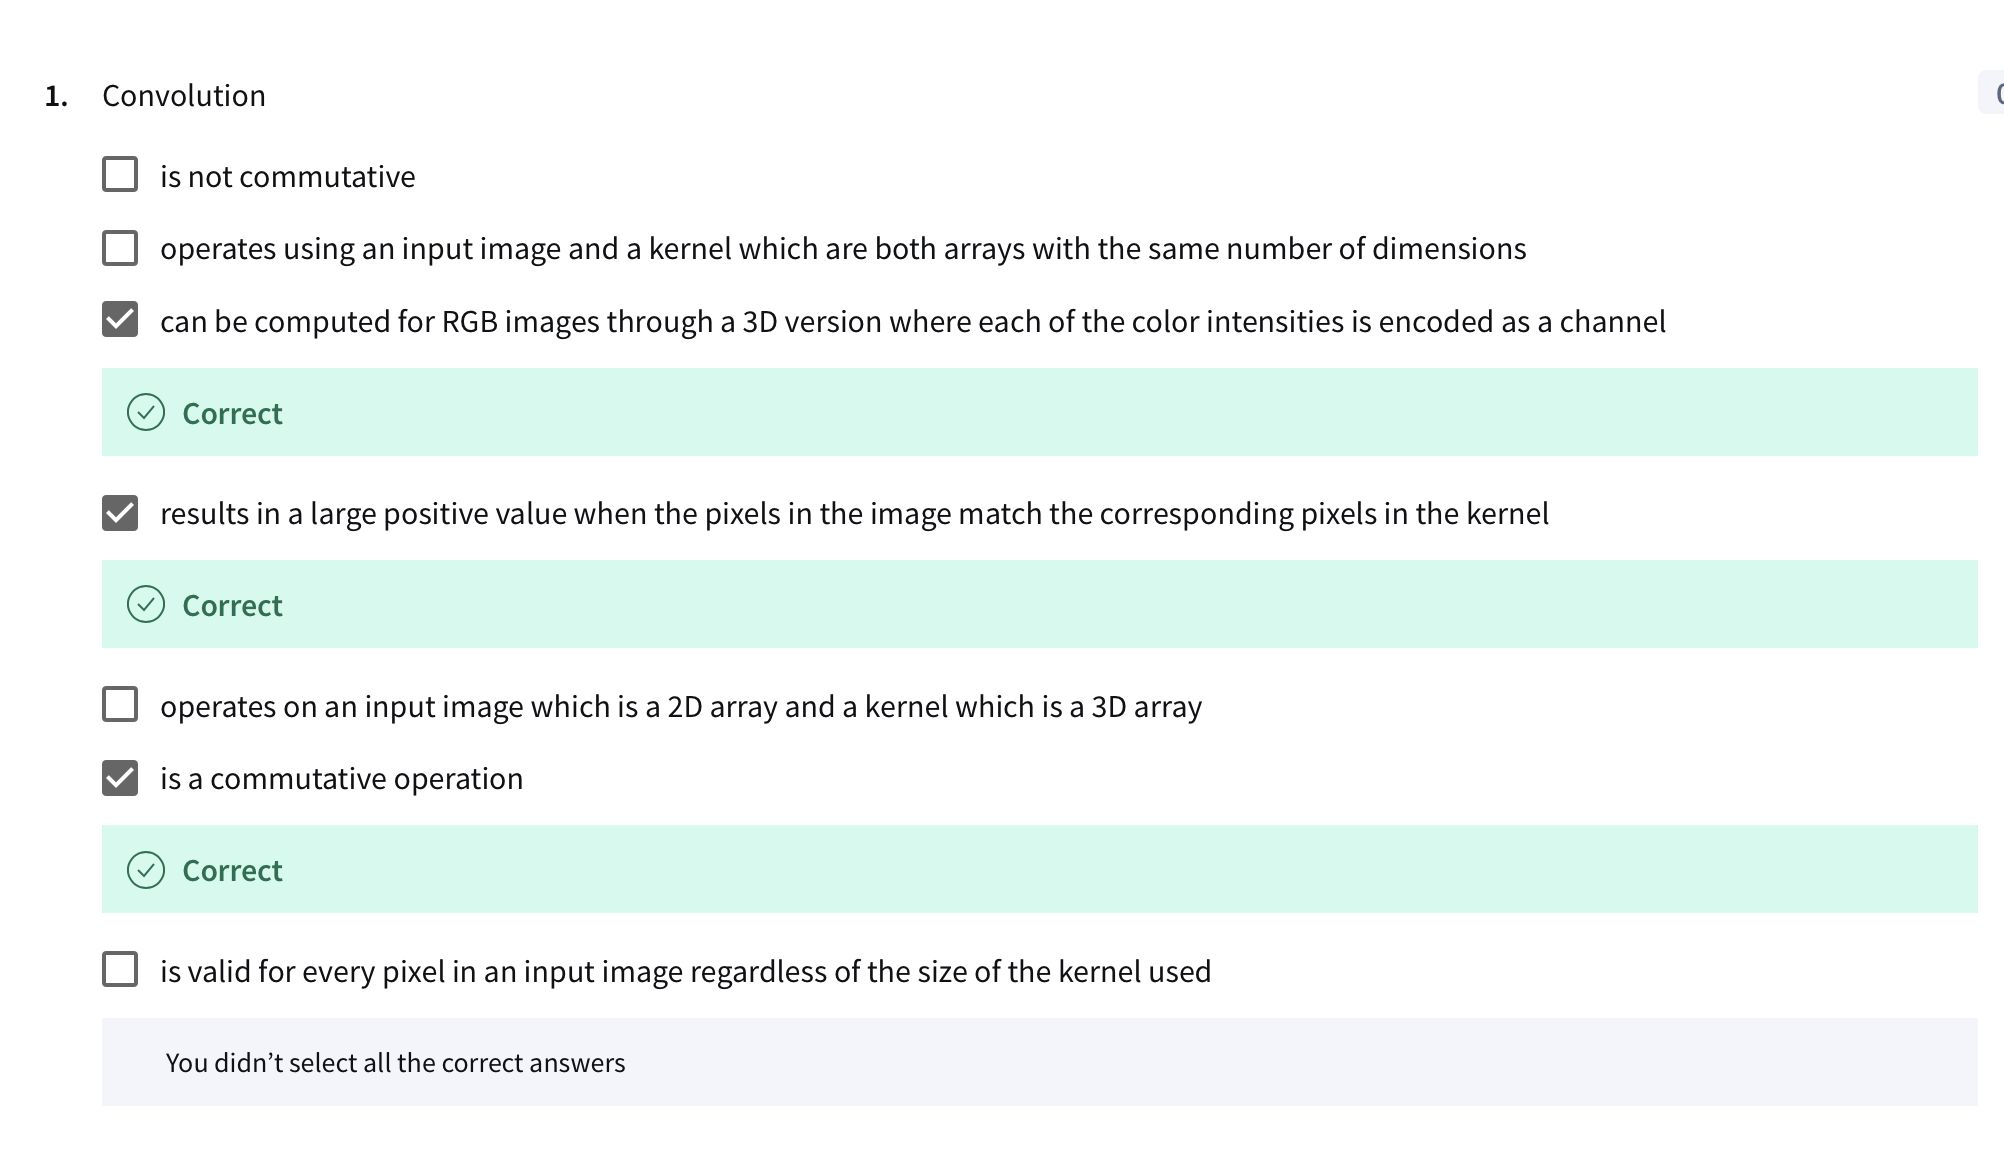 1. Convolution
is not commutative
operates using an input image and a kernel which are both arrays with the same number of dimensions
can be computed for RGB images through a 3D version where each of the color intensities is encoded as a channel
Correct
results in a large positive value when the pixels in the image match the corresponding pixels in the kernel
Correct
operates on an input image which is a 2D array and a kernel which is a 3D array
is a commutative operation
Correct
is valid for every pixel in an input image regardless of the size of the kernel used
You didn’t select all the correct answers